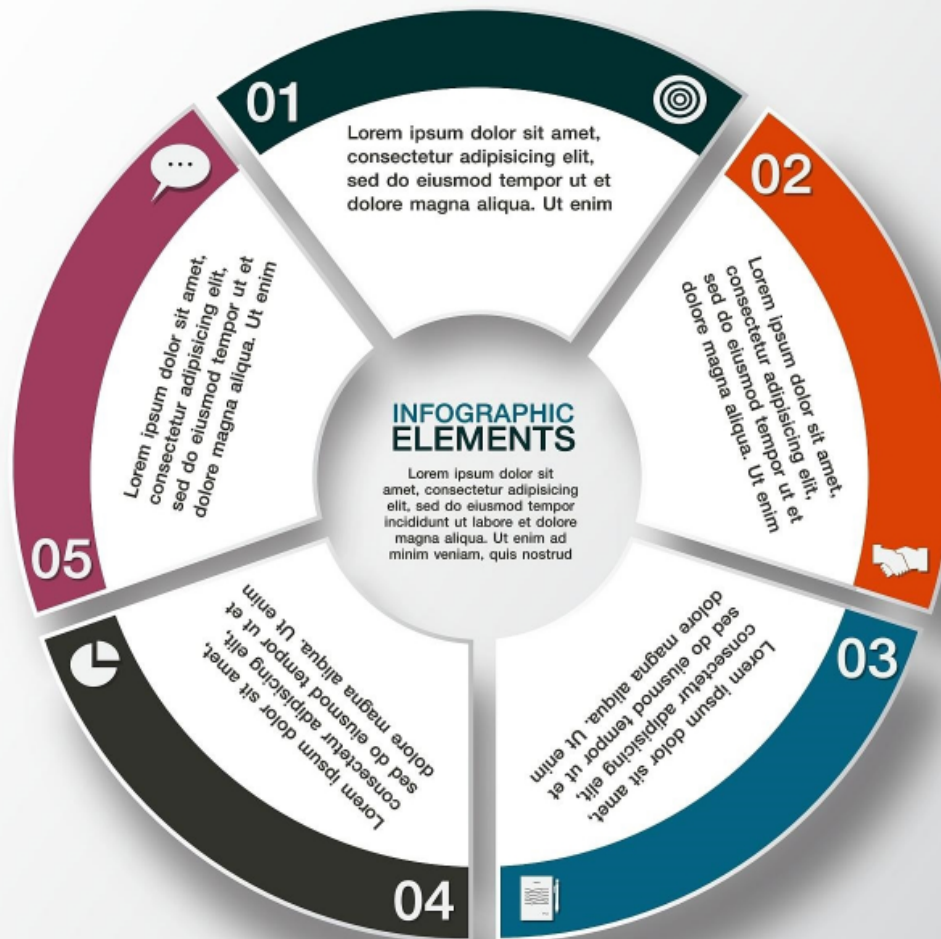 01
Lorem ipsum dolor sit amet,
consectetur adipisicing elit,
sed do eiusmod tempor ut et
dolore magna aliqua. Ut enim
02
Lorem ipsum dolor sit amet,
consectetur adipisicing elit,
sed do eiusmod tempor ut et
dolore magna aliqua. Ut enim
03
Lorem ipsum dolor sit amet,
consectetur adipisicing elit,
sed do eiusmod tempor ut et
dolore magna aliqua. Ut enim
04
Lorem ipsum dolor sit amet,
consectetur adipisicing elit,
sed do eiusmod tempor ut et
dolore magna aliqua. Ut enim
05
Lorem ipsum dolor sit amet,
consectetur adipisicing elit,
sed do eiusmod tempor ut et
dolore magna aliqua. Ut enim
INFOGRAPHIC
ELEMENTS
Lorem ipsum dolor sit
amet, consectetur adipisicing
elit, sed do eiusmod tempor
incididunt ut labore et dolore
magna aliqua. Ut enim ad
minim veniam, quis nostrud